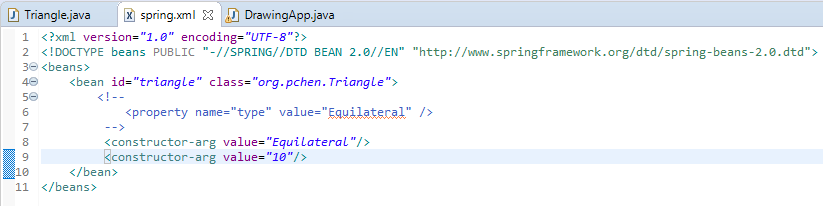 Triangle.java spring.xml DrawingApp.java
1 <?xml version="1.0" encoding="UTF-8"?>
2 <!DOCTYPE beans PUBLIC "-//SPRING//DTD BEAN 2.0//EN" "http://www.springframework.org/dtd/spring-beans-2.0.dtd">
3 <beans>
4 <bean id="triangle" class="org.pchen.Triangle">
5 <!--
6 <property name="type" value="Equilateral" />
7 -->
8 <constructor-arg value="Equilateral"/>
9 <constructor-arg value="10"/>
10 </bean>
11 </beans>